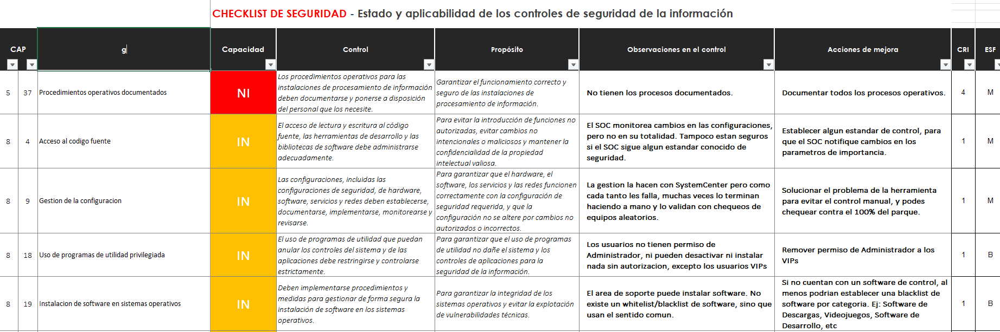 CHECKLIST DE SEGURIDAD - Estado y aplicabilidad de los controles de seguridad de la información
CAP
g
Capacidad
Control
Propósito
Observaciones en el control
Acciones de mejora
CRI
ESF
5
37
Procedimientos operativos documentados
NI
Los procedimientos operativos para las
instalaciones de procesamiento de información
deben documentarse y ponerse a disposición
del personal que los necesite.
Garantizar el funcionamiento correcto y
seguro de las instalaciones de
procesamiento de información.
No tienen los procesos documentados.
Documentar todos los procesos operativos.
4
M
8
4
Acceso al codigo fuente
IN
El acceso de lectura y escritura al código
fuente, las herramientas de desarrollo y las
bibliotecas de software debe administrarse
adecuadamente.
Para evitar la introducción de funciones no
autorizadas, evitar cambios no
intencionales o maliciosos y mantener la
confidencialidad de la propiedad
intelectual valiosa.
El SOC monitorea cambios en las configuraciones,
pero no en su totalidad. Tampoco estan seguros
si el SOC sigue algun estandar conocido de
seguridad.
Establecer algun estandar de control, para
que el SOC notifique cambios en los
parametros de importancia.
1
M
8
9
Gestion de la configuracion
IN
Las configuraciones, incluidas las
configuraciones de seguridad, de hardware,
software, servicios y redes deben establecerse,
documentarse, implementarse, monitorearse y
revisarse.
Para garantizar que el hardware, el
software, los servicios y las redes funcionen
correctamente con la configuración de
seguridad requerida, y que la
configuración no se altere por cambios no
autorizados o incorrectos.
La gestion la hacen con SystemCenter pero como
cada tanto les falla, muchas veces lo terminan
haciendo a mano y lo validan con chequeos de
equipos aleatorios.
Solucionar el problema de la herramienta
para evitar el control manual, y podes
chequear contra el 100% del parque.
1
M
8
18
Uso de programas de utilidad privilegiada
IN
El uso de programas de utilidad que puedan
anular los controles del sistema y de las
aplicaciones debe restringirse y controlarse
estrictamente.
Para garantizar que el uso de programas
de utilidad no dañe el sistema y los
controles de aplicaciones para la
seguridad de la información.
Los usuarios no tienen permiso de
Administrador, ni pueden desactivar ni instalar
nada sin autorizacion, excepto los usuarios VIPs
Remover permiso de Administrador a los
VIPs
1
B
8
19
Instalacion de software en sistemas operativos
IN
Deben implementarse procedimientos y
medidas para gestionar de forma segura la
instalación de software en los sistemas
operativos.
Para garantizar la integridad de los
sistemas operativos y evitar la explotación
de vulnerabilidades técnicas.
El area de soporte puede instalar software. No
existe un whitelist/blacklist de software, sino que
usan el sentido comun.
Si no cuentan con un software de control, al
menos podrian establecer una blacklist de
software por categoria. Ej: Software de
Descargas, Videojuegos, Software de
Desarrollo, etc
1
B